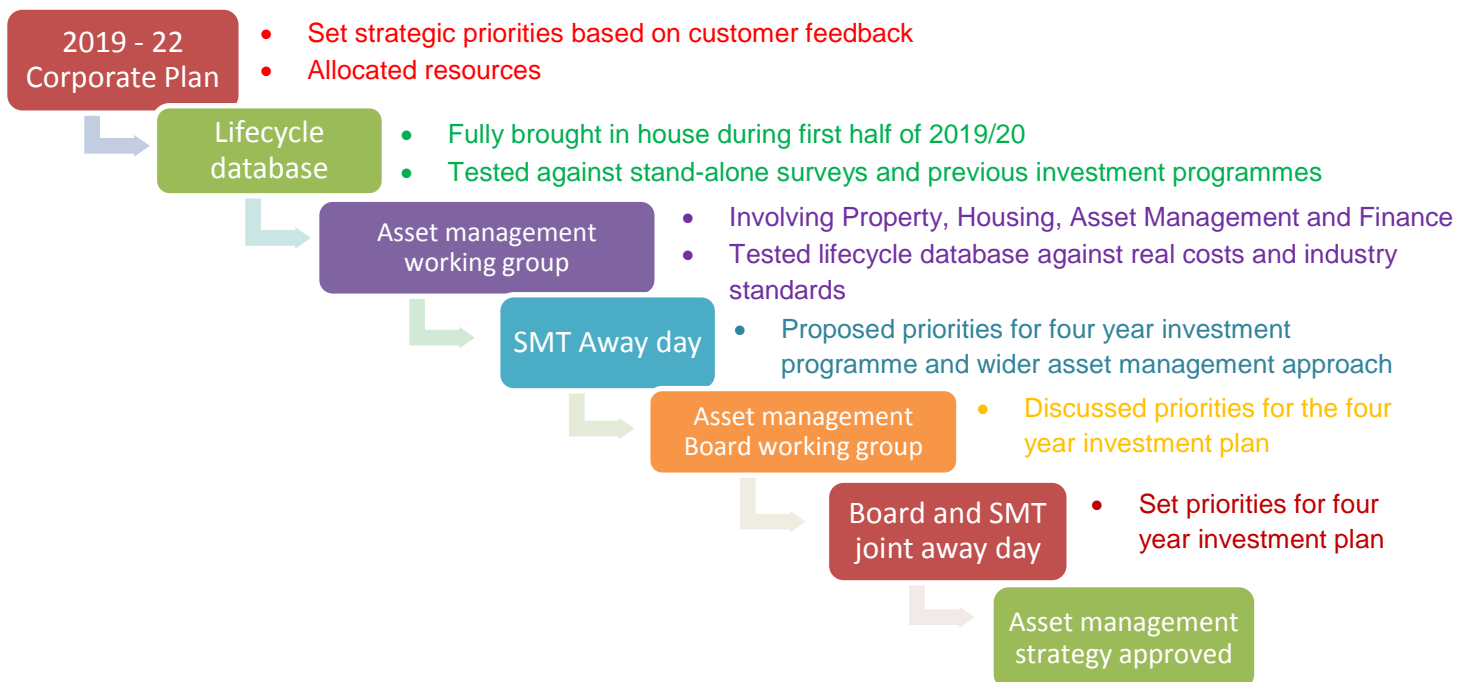 2019 - 22
Corporate Plan
• Set strategic priorities based on customer feedback
• Allocated resources
Lifecycle
database
• Fully brought in house during first half of 2019/20
• Tested against stand-alone surveys and previous investment programmes
Asset management
working group
• Involving Property, Housing, Asset Management and Finance
• Tested lifecycle database against real costs and industry
standards
SMT Away day
• Proposed priorities for four year investment
programme and wider asset management approach
Asset management
Board working group
• Discussed priorities for the four
year investment plan
Board and SMT
joint away day
• Set priorities for four
year investment plan
Asset management
strategy approved